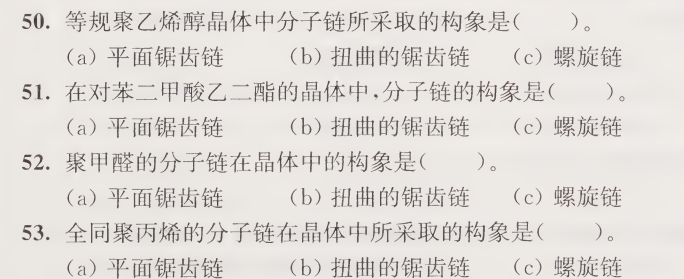 50. 等规聚乙烯醇晶体中分子链所采取的构象是(　　)。
(a) 平面锯齿链　　(b) 扭曲的锯齿链　　(c) 螺旋链
51. 在对苯二甲酸乙二酯的晶体中,分子链的构象是(　　)。
(a) 平面锯齿链　　(b) 扭曲的锯齿链　　(c) 螺旋链
52. 聚甲醛的分子链在晶体中的构象是(　　)。
(a) 平面锯齿链　　(b) 扭曲的锯齿链　　(c) 螺旋链
53. 全同聚丙烯的分子链在晶体中所采取的构象是(　　)。
(a) 平面锯齿链　　(b) 扭曲的锯齿链　　(c) 螺旋链